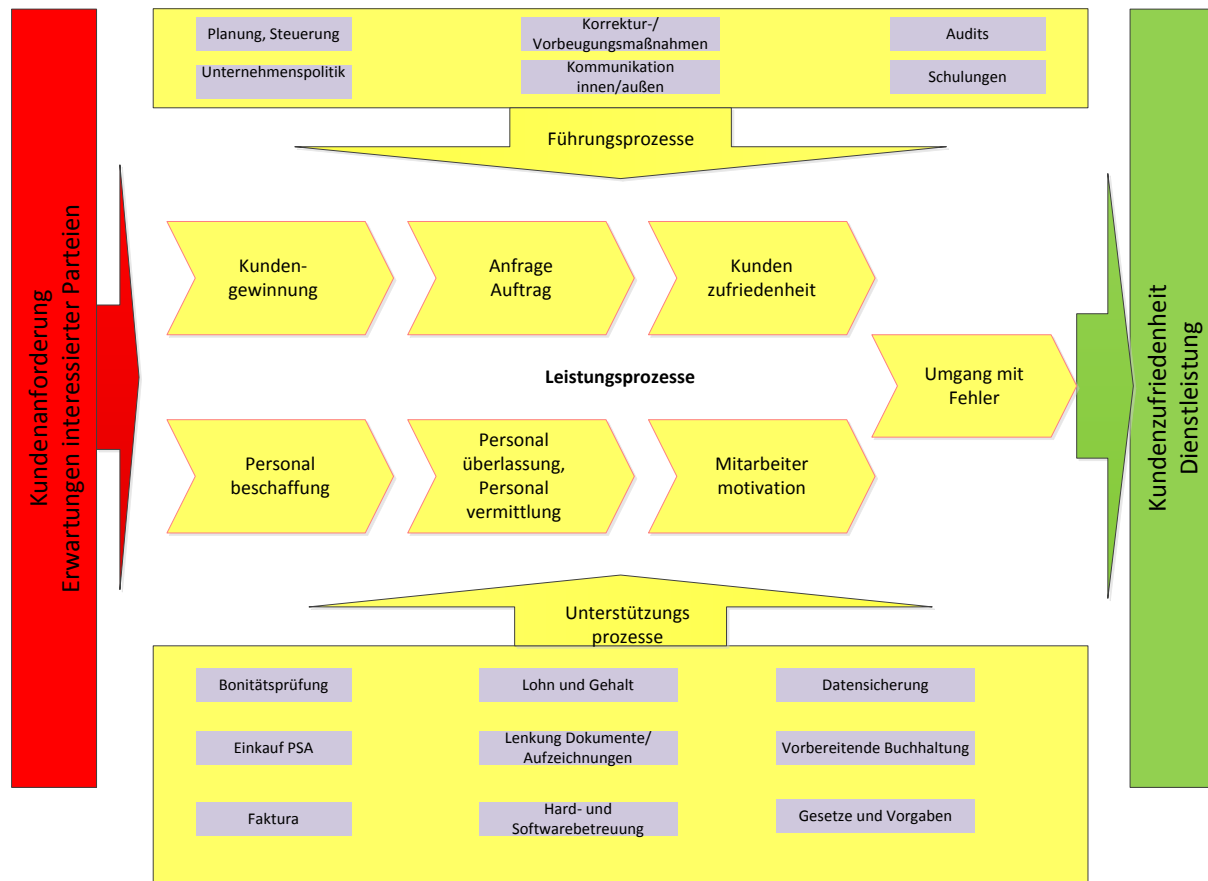 Kundenanforderung
Erwartungen interessierter Parteien
Planung, Steuerung
Korrektur-/
Vorbeugungsmaßnahmen
Audits
Unternehmenspolitik
Kommunikation
innen/außen
Schulungen
Führungsprozesse
Kunden-
gewinnung
Anfrage
Auftrag
Kunden
zufriedenheit
Leistungsprozesse
Umgang mit
Fehler
Personal
beschaffung
Personal
überlassung,
Personal
vermittlung
Mitarbeiter
motivation
Unterstützungs
prozesse
Bonitätsprüfung
Lohn und Gehalt
Datensicherung
Einkauf PSA
Lenkung Dokumente/
Aufzeichnungen
Vorbereitende Buchhaltung
Faktura
Hard- und
Softwarebetreuung
Gesetze und Vorgaben
Kundenzufriedenheit
Dienstleistung